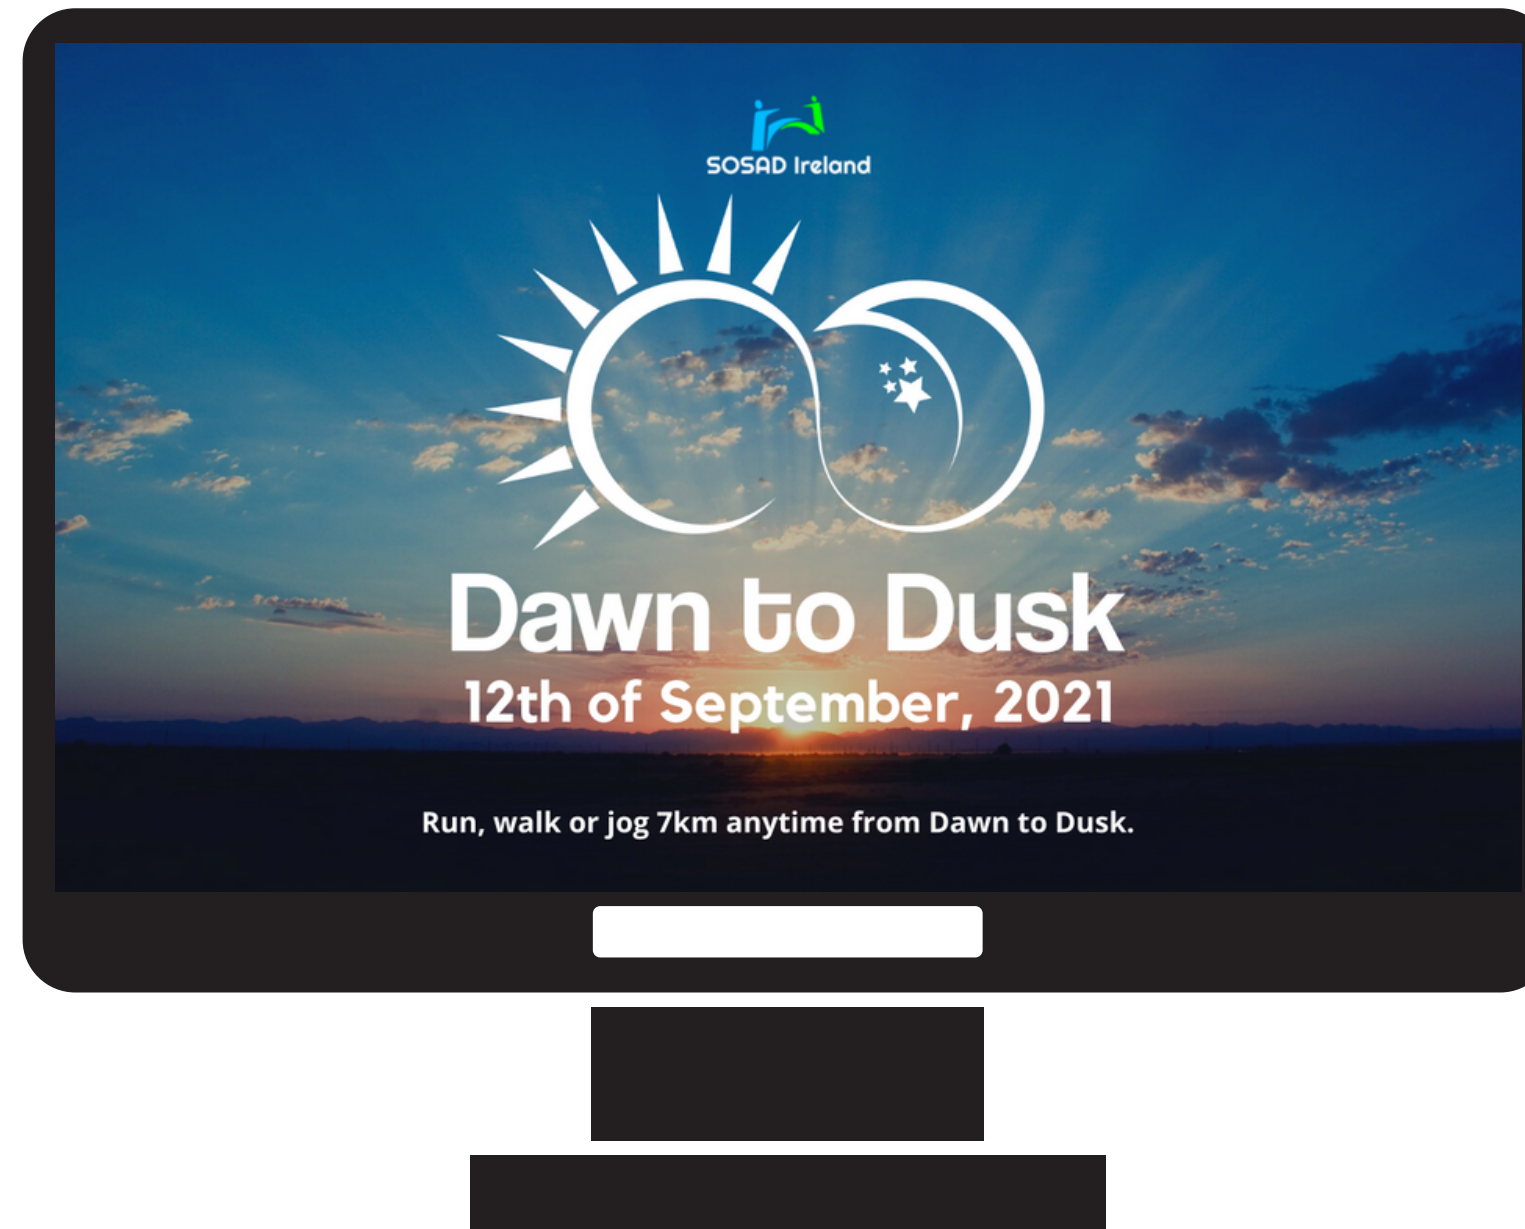 SOSAD Ireland
Dawn to Dusk
12th of September, 2021
Run, walk or jog 7km anytime from Dawn to Dusk.